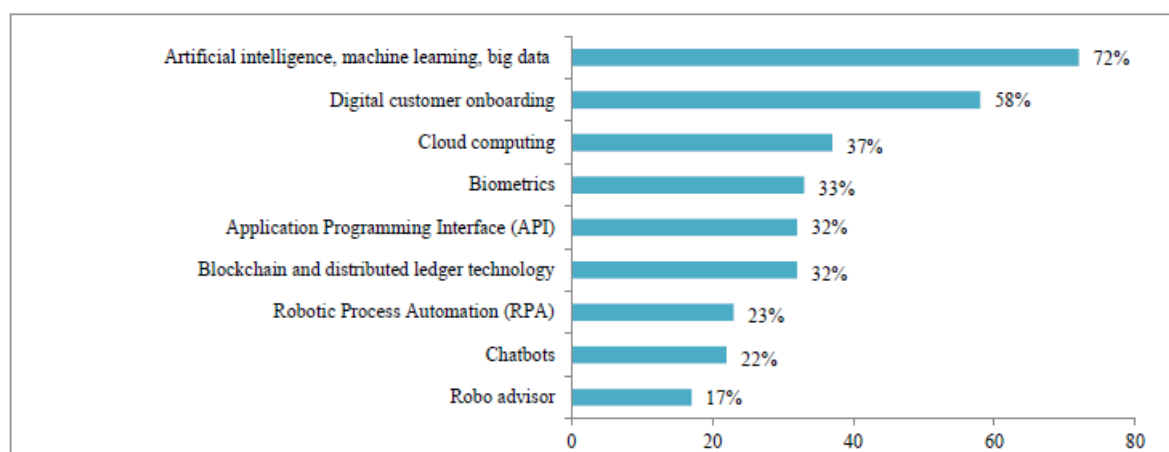 Artificial intelligence, machine learning, big data 72%
Digital customer onboarding 58%
Cloud computing 37%
Biometrics 33%
Application Programming Interface (API) 32%
Blockchain and distributed ledger technology 32%
Robotic Process Automation (RPA) 23%
Chatbots 22%
Robo advisor 17%
0 20 40 60 80